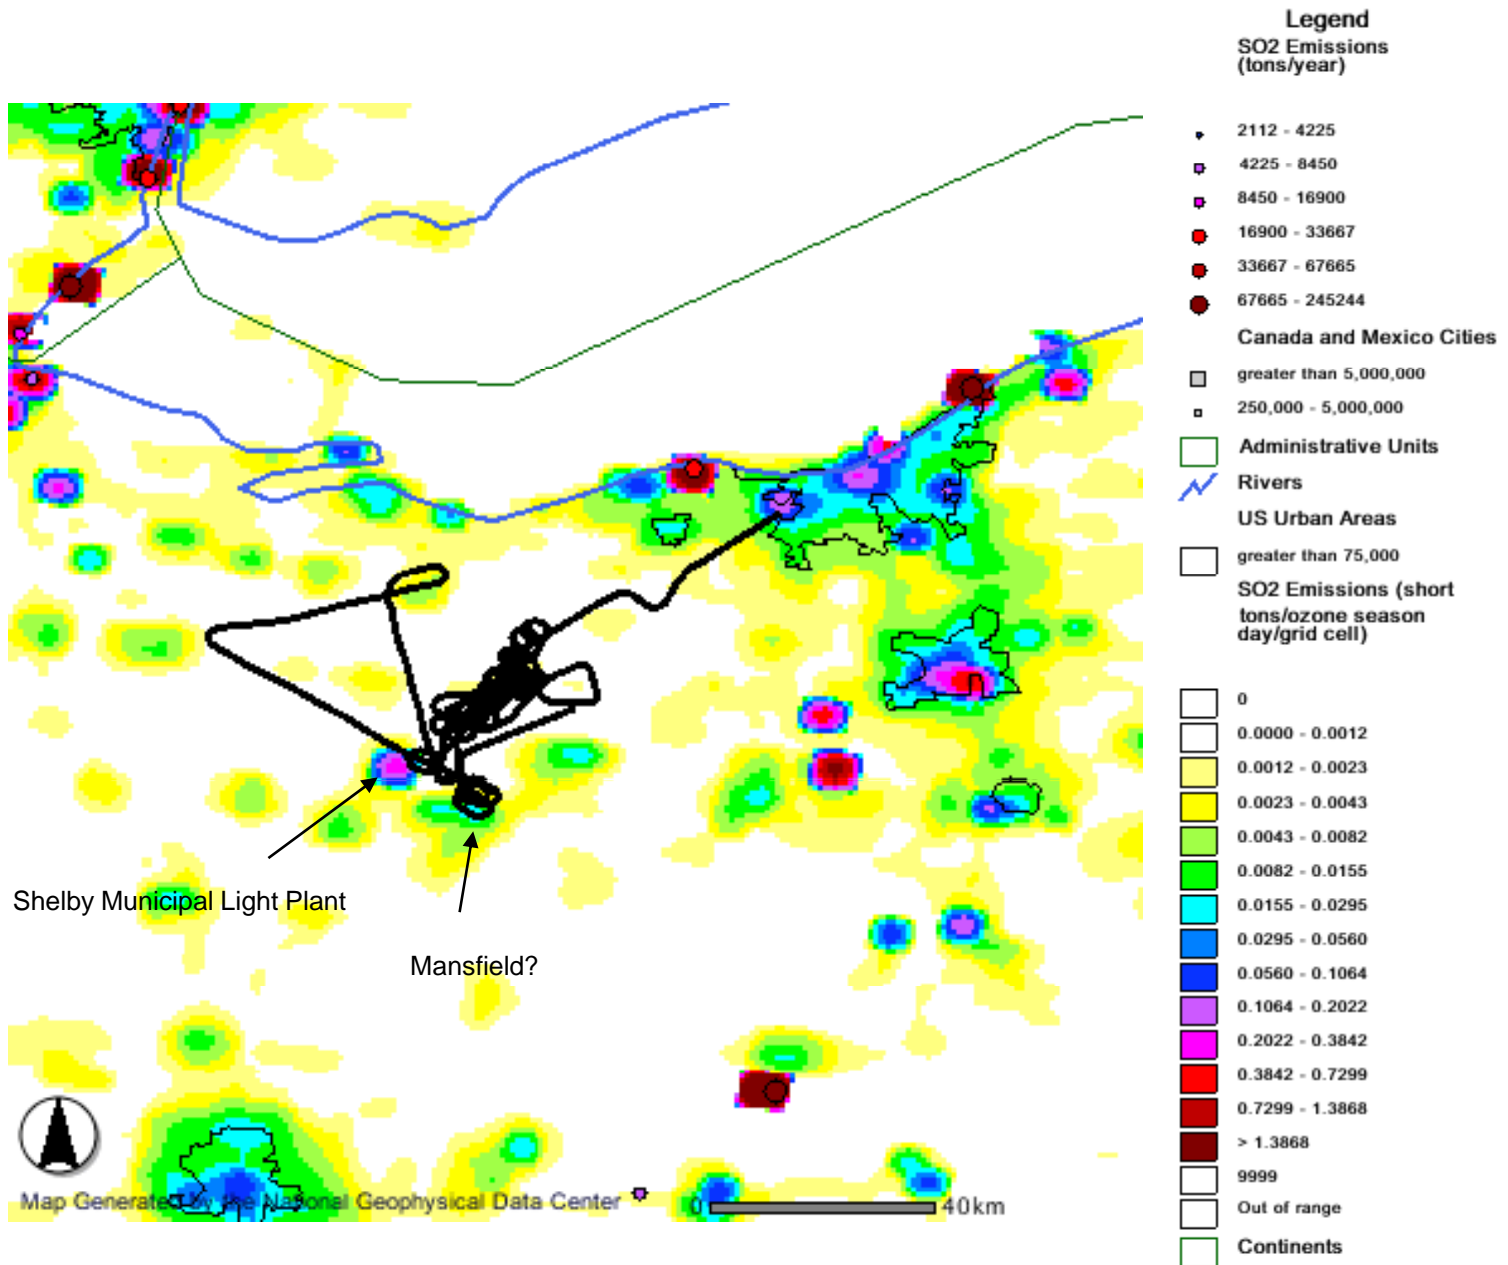 Legend
SO2 Emissions
(tons/year)
2112 - 4225
4225 - 8450
8450 - 16900
16900 - 33667
33667 - 67665
67665 - 245244
Canada and Mexico Cities
greater than 5,000,000
250,000 - 5,000,000
Administrative Units
Rivers
US Urban Areas
greater than 75,000
SO2 Emissions (short
tons/ozone season
day/grid cell)
0
0.0000 - 0.0012
0.0012 - 0.0023
0.0023 - 0.0043
0.0043 - 0.0082
0.0082 - 0.0155
0.0155 - 0.0295
0.0295 - 0.0560
0.0560 - 0.1064
0.1064 - 0.2022
0.2022 - 0.3842
0.3842 - 0.7299
0.7299 - 1.3868
> 1.3868
9999
Out of range
Continents
Shelby Municipal Light Plant
Mansfield?
Map Generated by the National Geophysical Data Center
0 40km